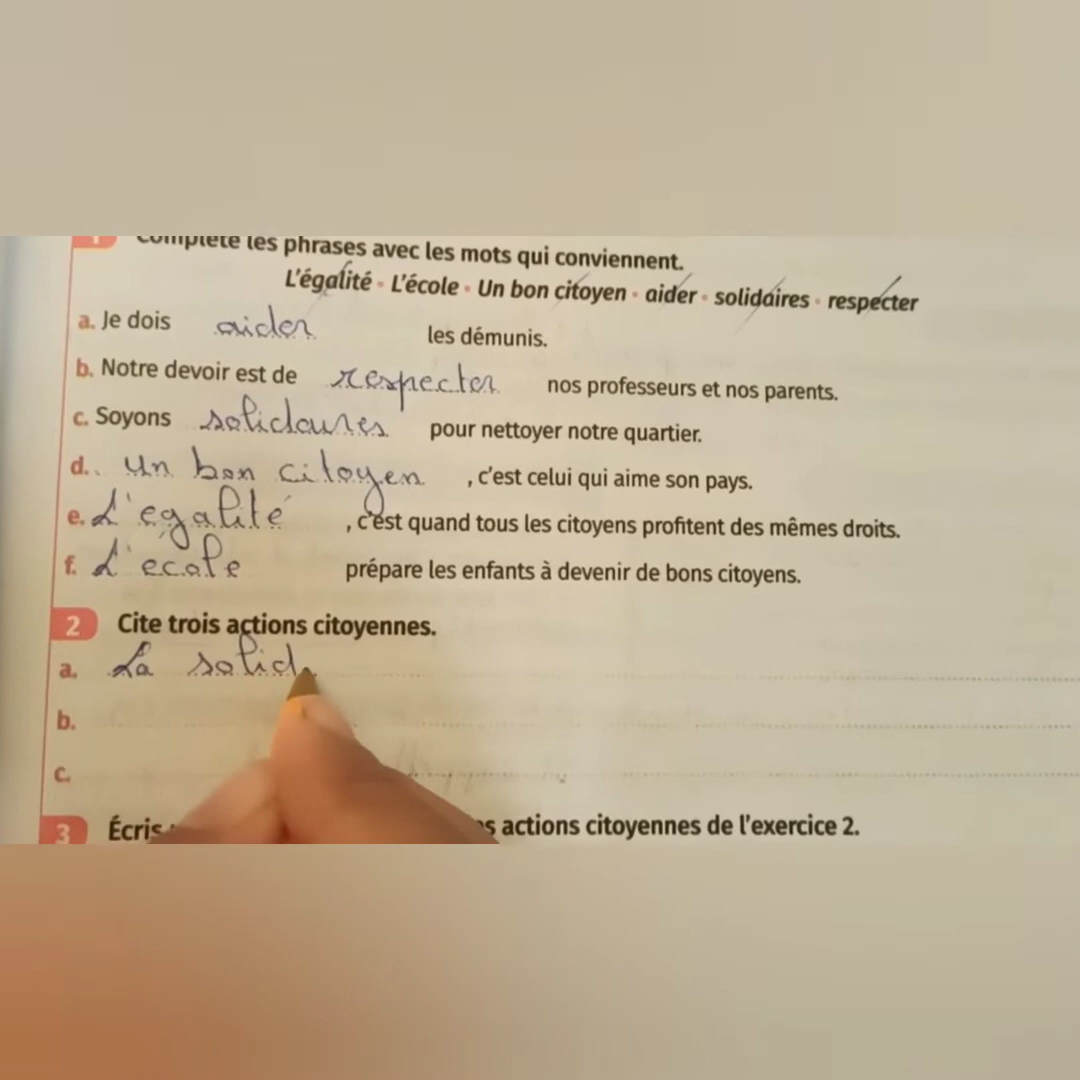 1 Complète les phrases avec les mots qui conviennent.
L'égalité • L'école • Un bon citoyen • aider • solidaires • respecter
a. Je dois aider les démunis.
b. Notre devoir est de respecter nos professeurs et nos parents.
c. Soyons solidaires pour nettoyer notre quartier.
d. un bon citoyen , c'est celui qui aime son pays.
e. L'egalité , c'est quand tous les citoyens profitent des mêmes droits.
f. L'école prépare les enfants à devenir de bons citoyens.
2 Cite trois actions citoyennes.
a. La solid
b.
c.
3 Écris actions citoyennes de l'exercice 2.